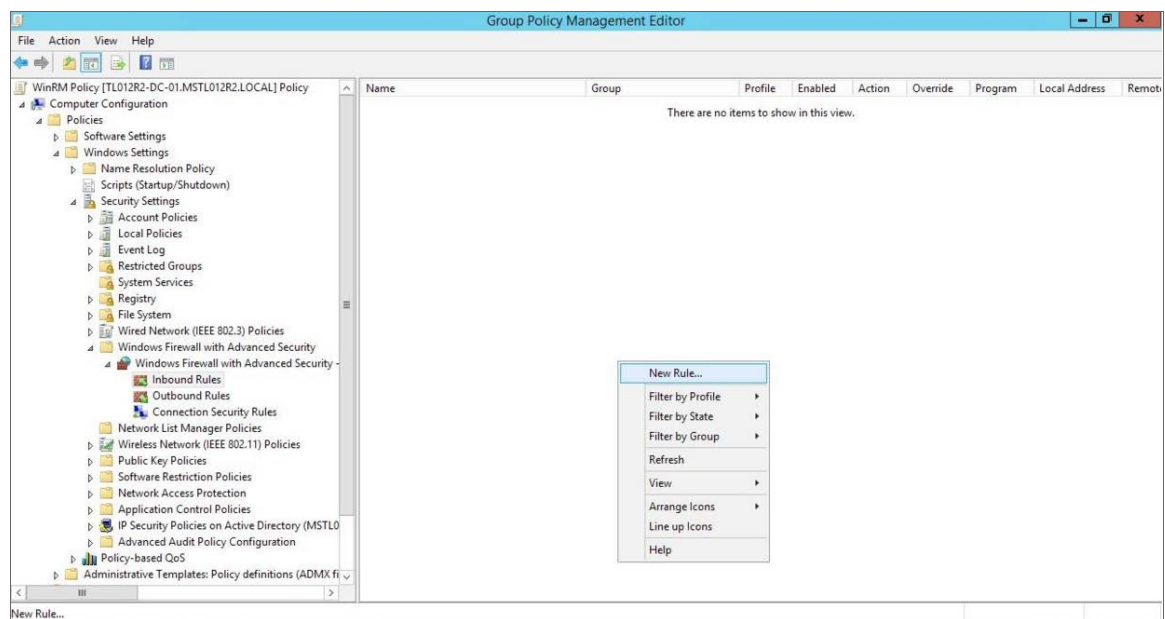 Group Policy Management Editor
File Action View Help
WinRM Policy [TL012R2-DC-01.MSTL012R2.LOCAL] Policy
Computer Configuration
Policies
Software Settings
Windows Settings
Name Resolution Policy
Scripts (Startup/Shutdown)
Security Settings
Account Policies
Local Policies
Event Log
Restricted Groups
System Services
Registry
File System
Wired Network (IEEE 802.3) Policies
Windows Firewall with Advanced Security
Windows Firewall with Advanced Security -
Inbound Rules
Outbound Rules
Connection Security Rules
Network List Manager Policies
Wireless Network (IEEE 802.11) Policies
Public Key Policies
Software Restriction Policies
Network Access Protection
Application Control Policies
IP Security Policies on Active Directory (MSTL0
Advanced Audit Policy Configuration
Policy-based QoS
Administrative Templates: Policy definitions (ADMX fi
Name Group Profile Enabled Action Override Program Local Address Remot
There are no items to show in this view.
New Rule...
Filter by Profile
Filter by State
Filter by Group
Refresh
View
Arrange Icons
Line up Icons
Help
New Rule...